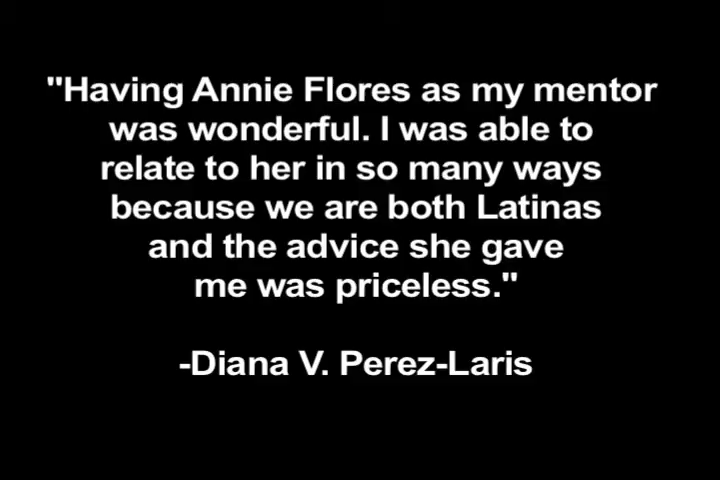 "Having Annie Flores as my mentor
was wonderful. I was able to
relate to her in so many ways
because we are both Latinas
and the advice she gave
me was priceless."
-Diana V. Perez-Laris